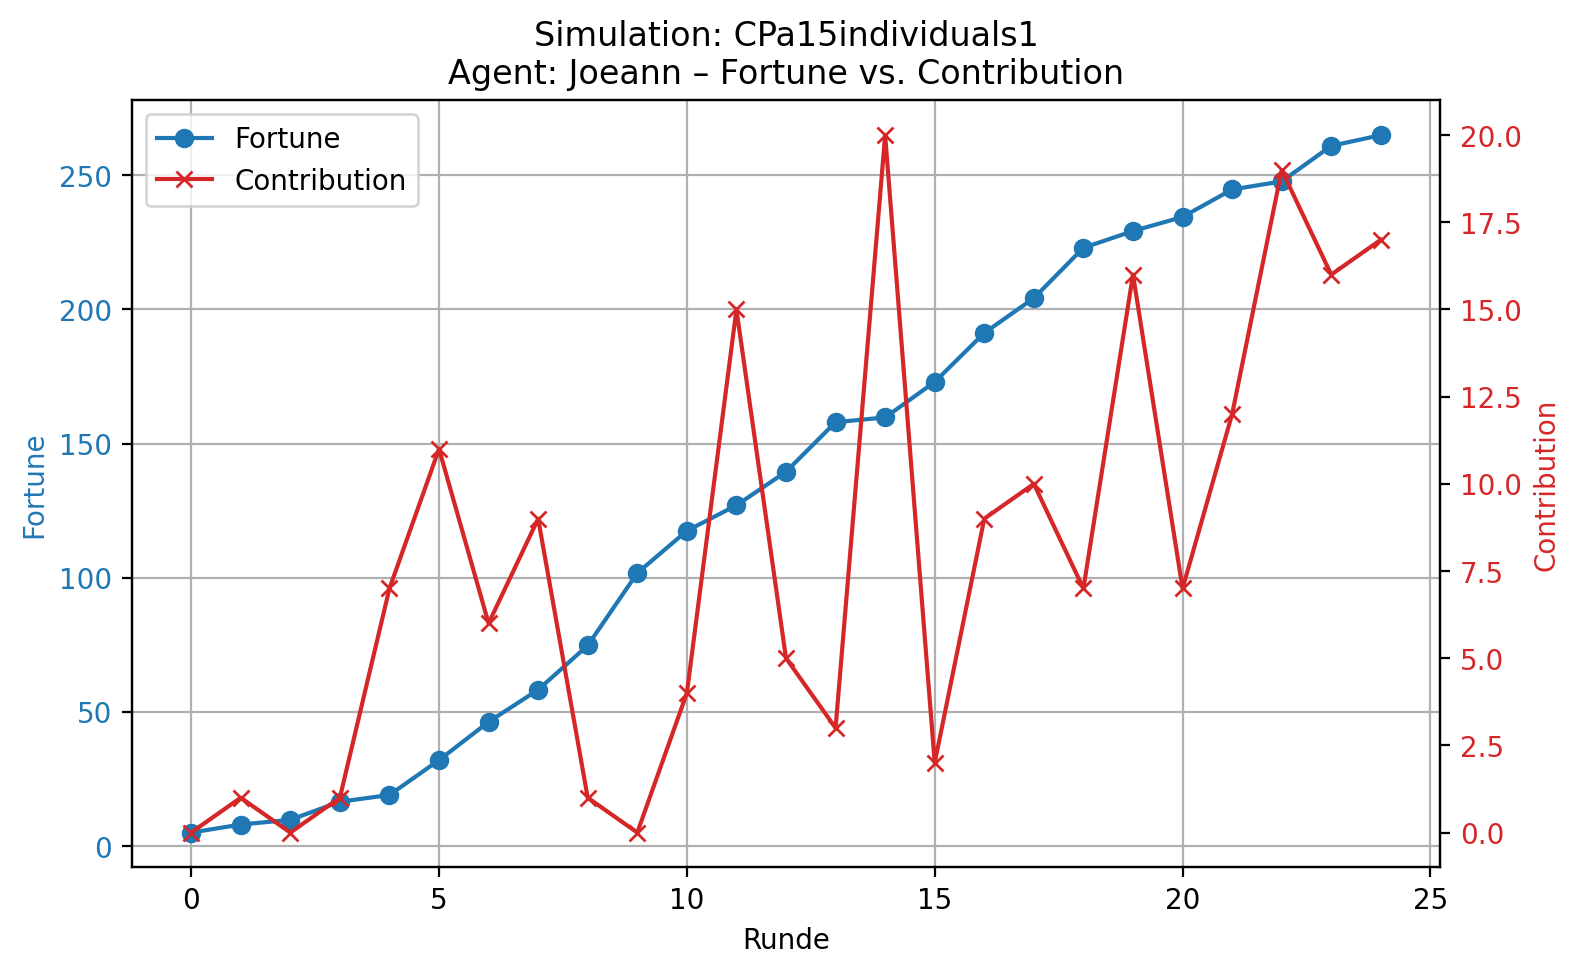 Simulation: CPa15individuals1
Agent: Joeann – Fortune vs. Contribution
Fortune
Contribution
250
200
150
100
50
0
Fortune
20.0
17.5
15.0
12.5
10.0
7.5
5.0
2.5
0.0
Contribution
0 5 10 15 20 25
Runde